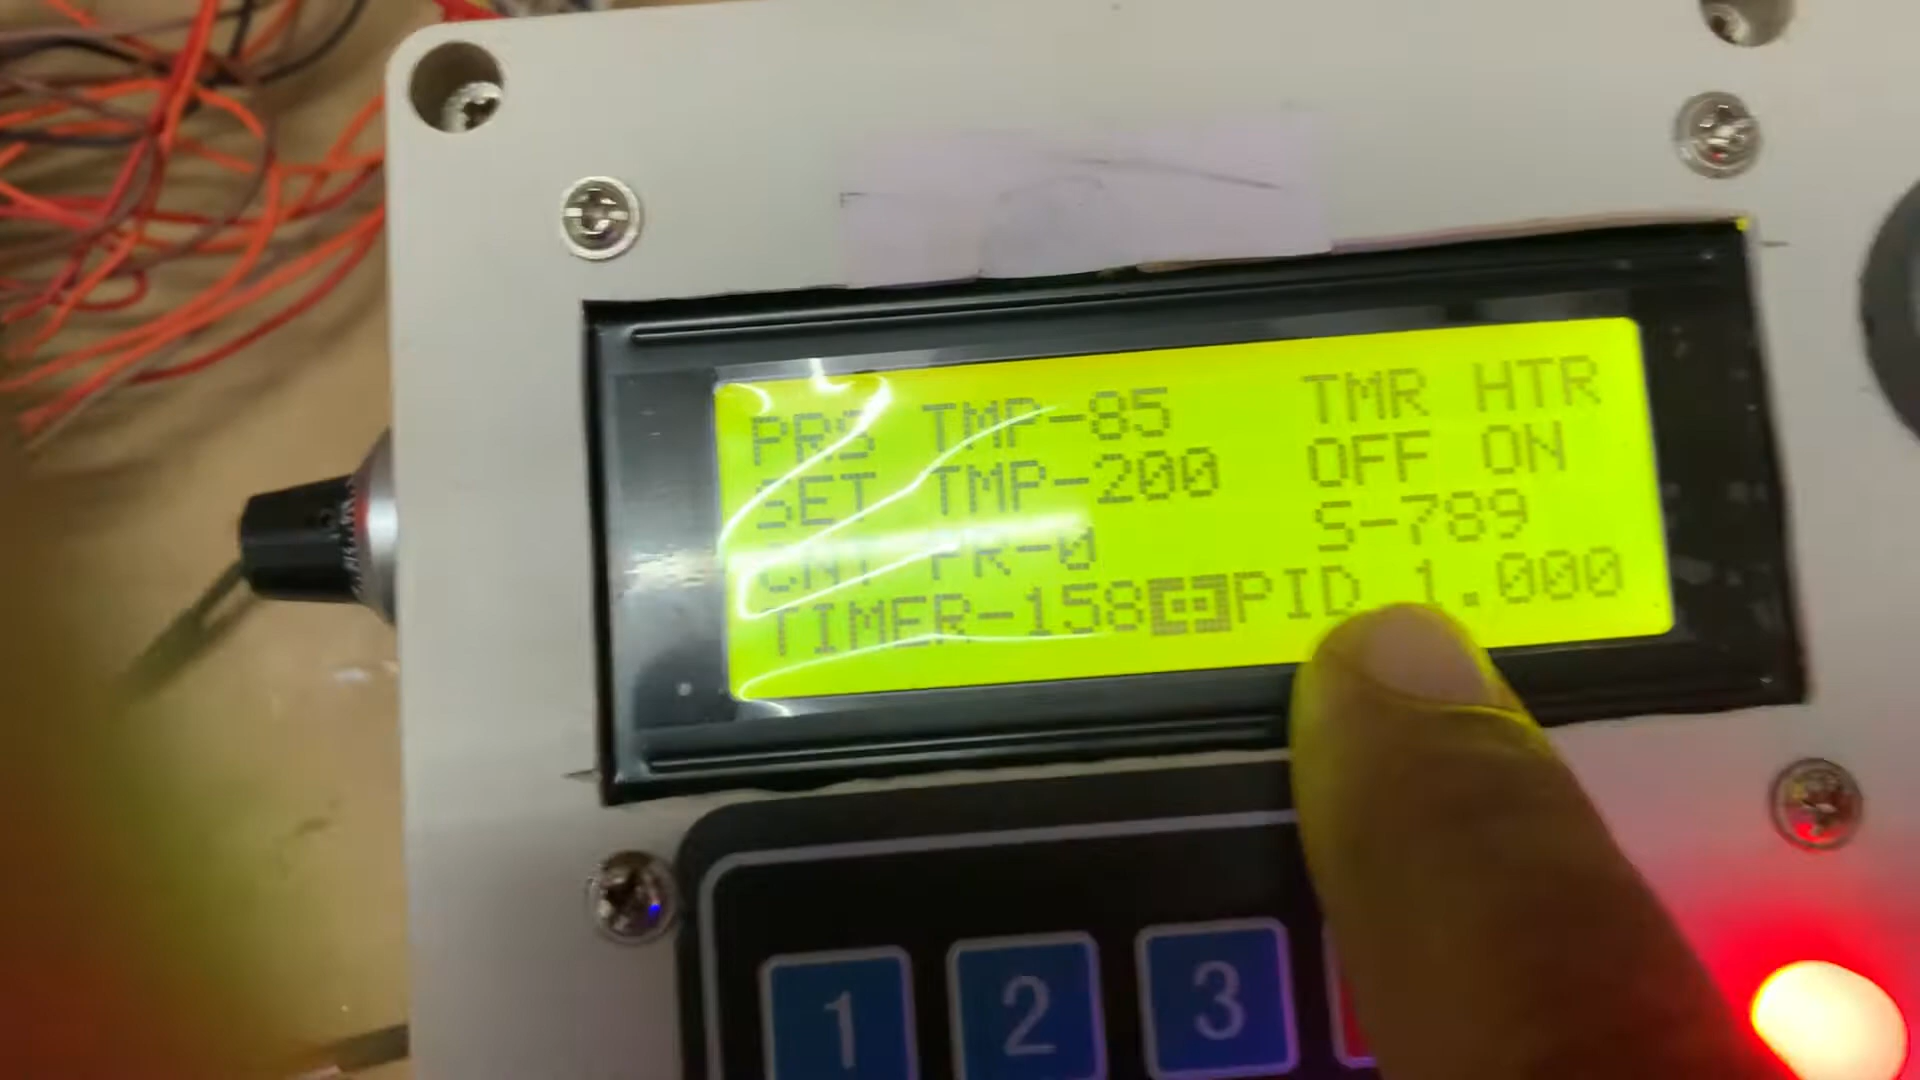 PRS TMP-85 TMR HTR
SET TMP-200 OFF ON
CNT PR-0 S-789
TIMER-158 PID 1.000
1 2 3